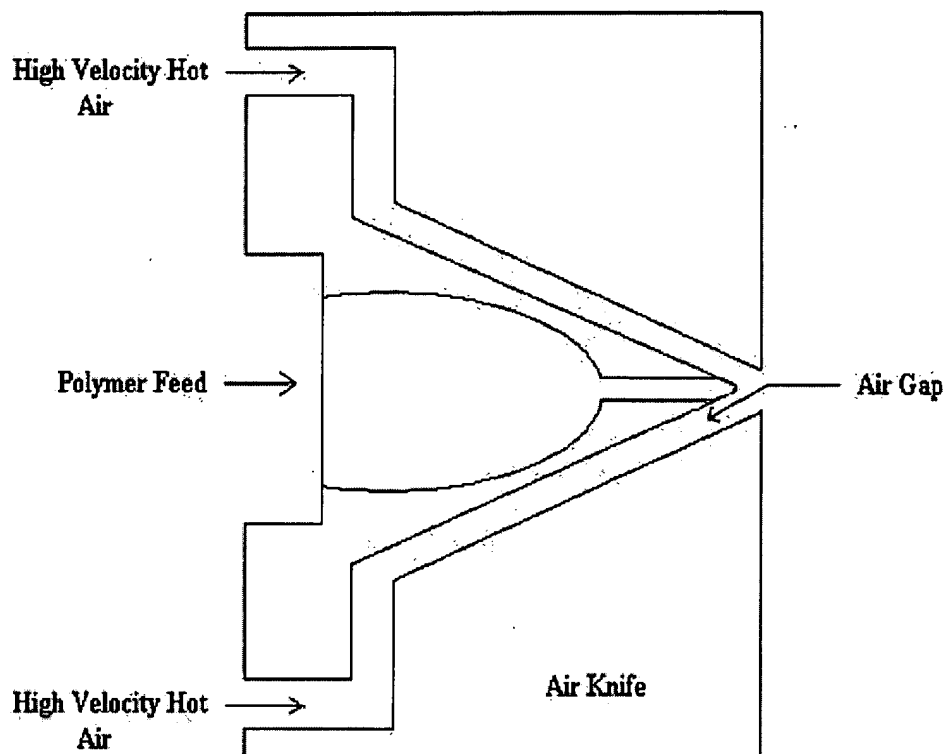 High Velocity Hot
Air
Polymer Feed
Air Gap
Air Knife
High Velocity Hot
Air